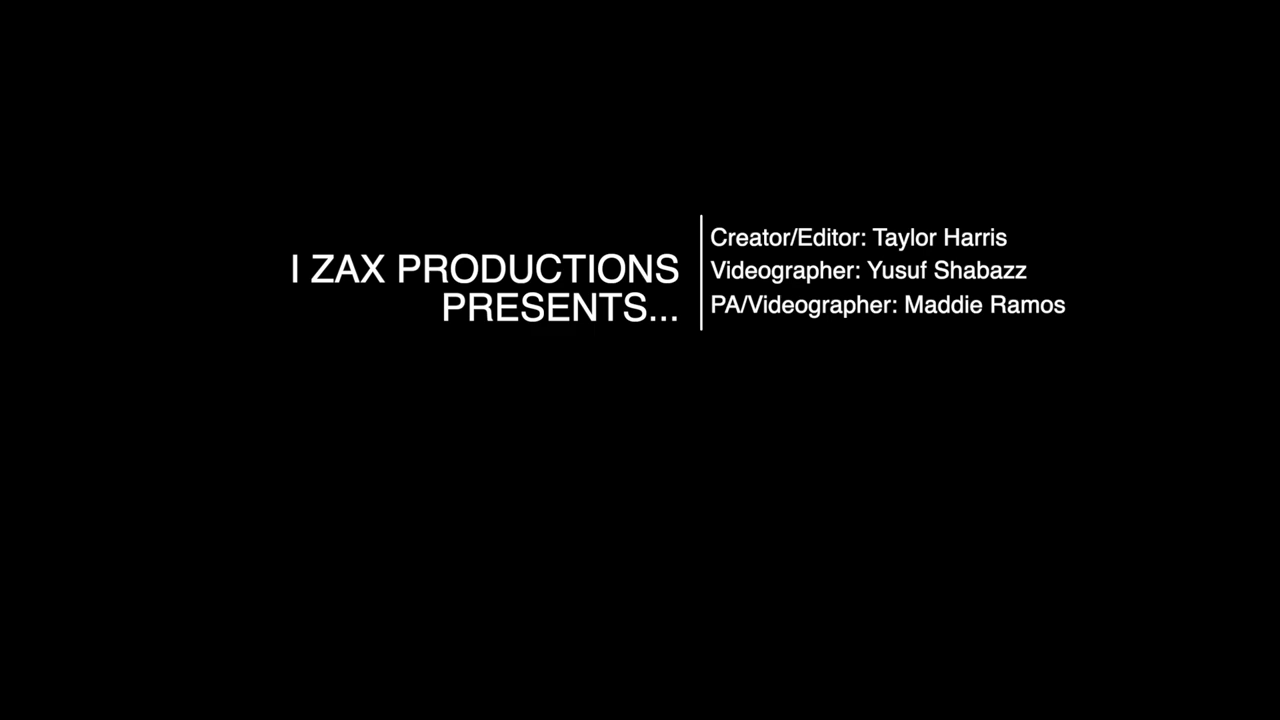 I ZAX PRODUCTIONS
PRESENTS...
Creator/Editor: Taylor Harris
Videographer: Yusuf Shabazz
PA/Videographer: Maddie Ramos